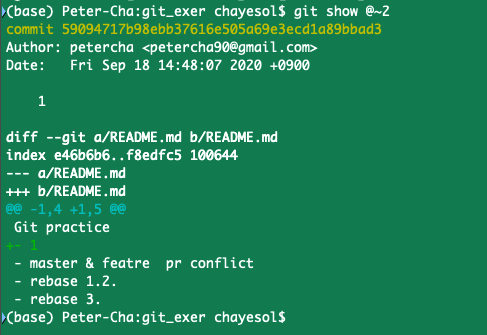 (base) Peter-Cha:git_exer chayesol$ git show @~2
commit 59094717b98ebb37616e505a69e3ecd1a89bbad3
Author: petercha <petercha90@gmail.com>
Date:   Fri Sep 18 14:48:07 2020 +0900

    1

diff --git a/README.md b/README.md
index e46b6b6..f8edfc5 100644
--- a/README.md
+++ b/README.md
@@ -1,4 +1,5 @@
 Git practice
+- 1
 - master & featre  pr conflict
 - rebase 1.2.
 - rebase 3.
(base) Peter-Cha:git_exer chayesol$